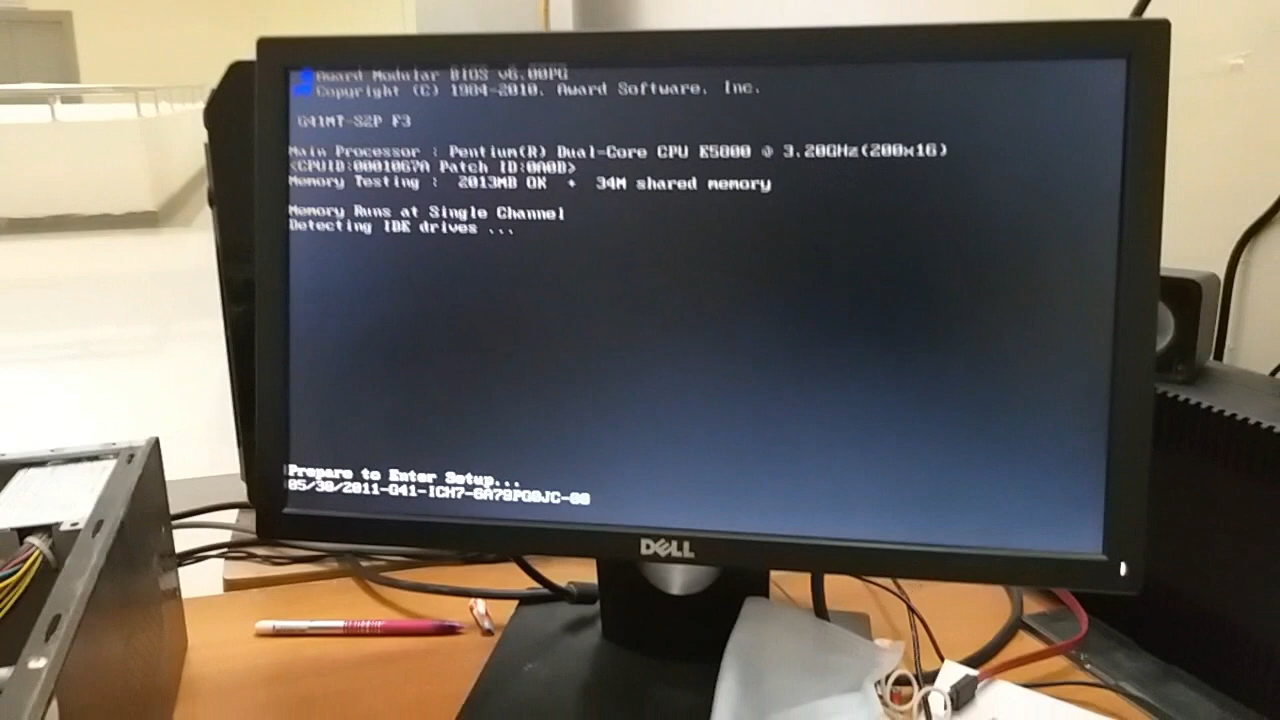 Award Modular BIOS v6.00PG
Copyright (C) 1984-2010, Award Software, Inc.
G41MT-S2P F3
Main Processor : Pentium(R) Dual-Core CPU E5800 @ 3.20GHz(200x16)
<CPUID:0001067A Patch ID:0A0B>
Memory Testing : 2013MB OK + 34M shared memory
Memory Runs at Single Channel
Detecting IDE drives ...
Prepare to Enter Setup...
05/30/2011-G41-ICH7-6A79PG0JC-00
DELL